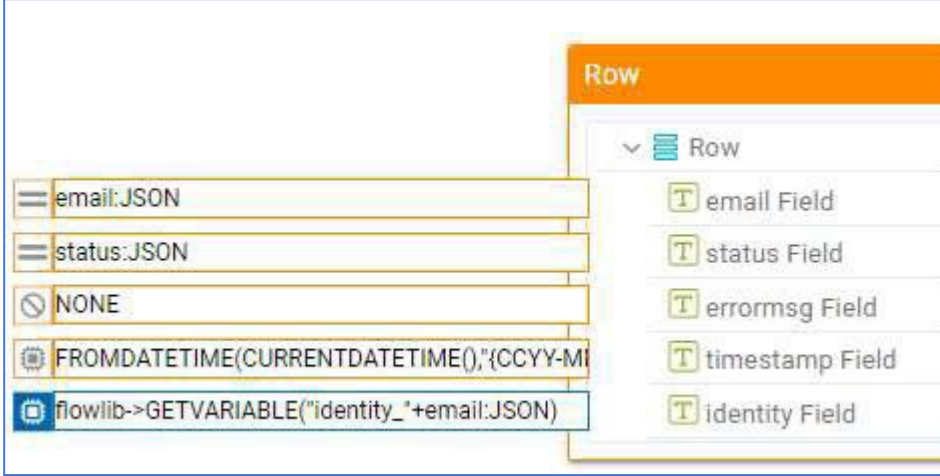 Row
Row
email:JSON
email Field
status:JSON
status Field
NONE
errormsg Field
FROMDATETIME(CURRENTDATETIME(),"{CCYY-M
timestamp Field
flowlib->GETVARIABLE("identity_"+email:JSON)
identity Field